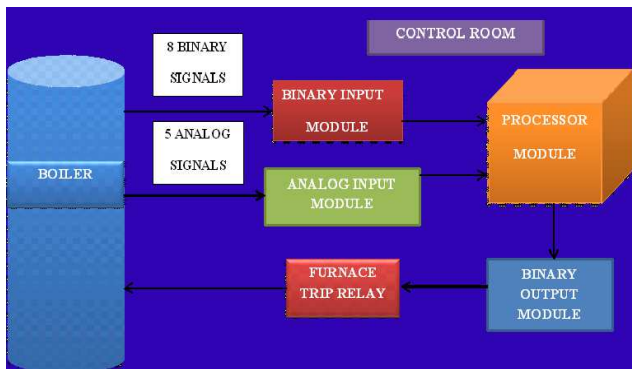 8 BINARY
SIGNALS
CONTROL ROOM
BINARY INPUT
MODULE
PROCESSOR
MODULE
5 ANALOG
SIGNALS
BOILER
ANALOG INPUT
MODULE
FURNACE
TRIP RELAY
BINARY
OUTPUT
MODULE